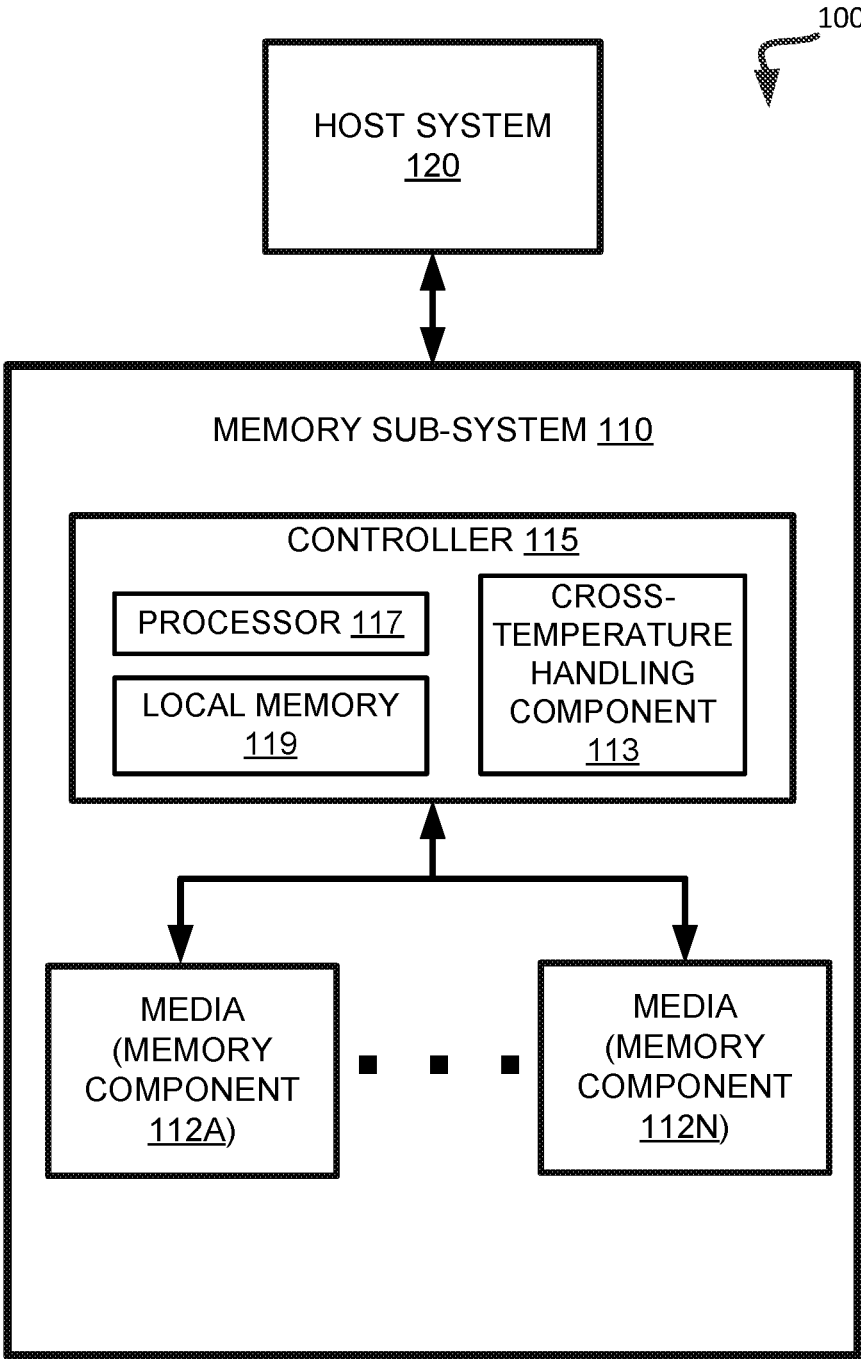 100
HOST SYSTEM
120
MEMORY SUB-SYSTEM 110
CONTROLLER 115
PROCESSOR 117
LOCAL MEMORY
119
CROSS-
TEMPERATURE
HANDLING
COMPONENT
113
MEDIA
(MEMORY
COMPONENT
112A)
MEDIA
(MEMORY
COMPONENT
112N)